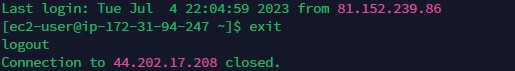 Last login: Tue Jul  4 22:04:59 2023 from 81.152.239.86
[ec2-user@ip-172-31-94-247 ~]$ exit
logout
Connection to 44.202.17.208 closed.